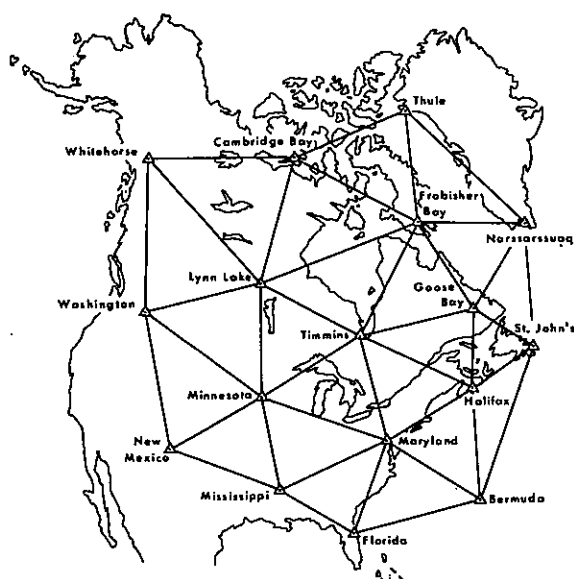 Thule
Cambridge Bay
Whitehorse
Frobisher
Bay
Narssarssuaq
Lynn Lake
Goose
Bay
Washington
St. John's
Timmins
Minnesota
Halifax
Maryland
New
Mexico
Mississippi
Bermuda
Florida